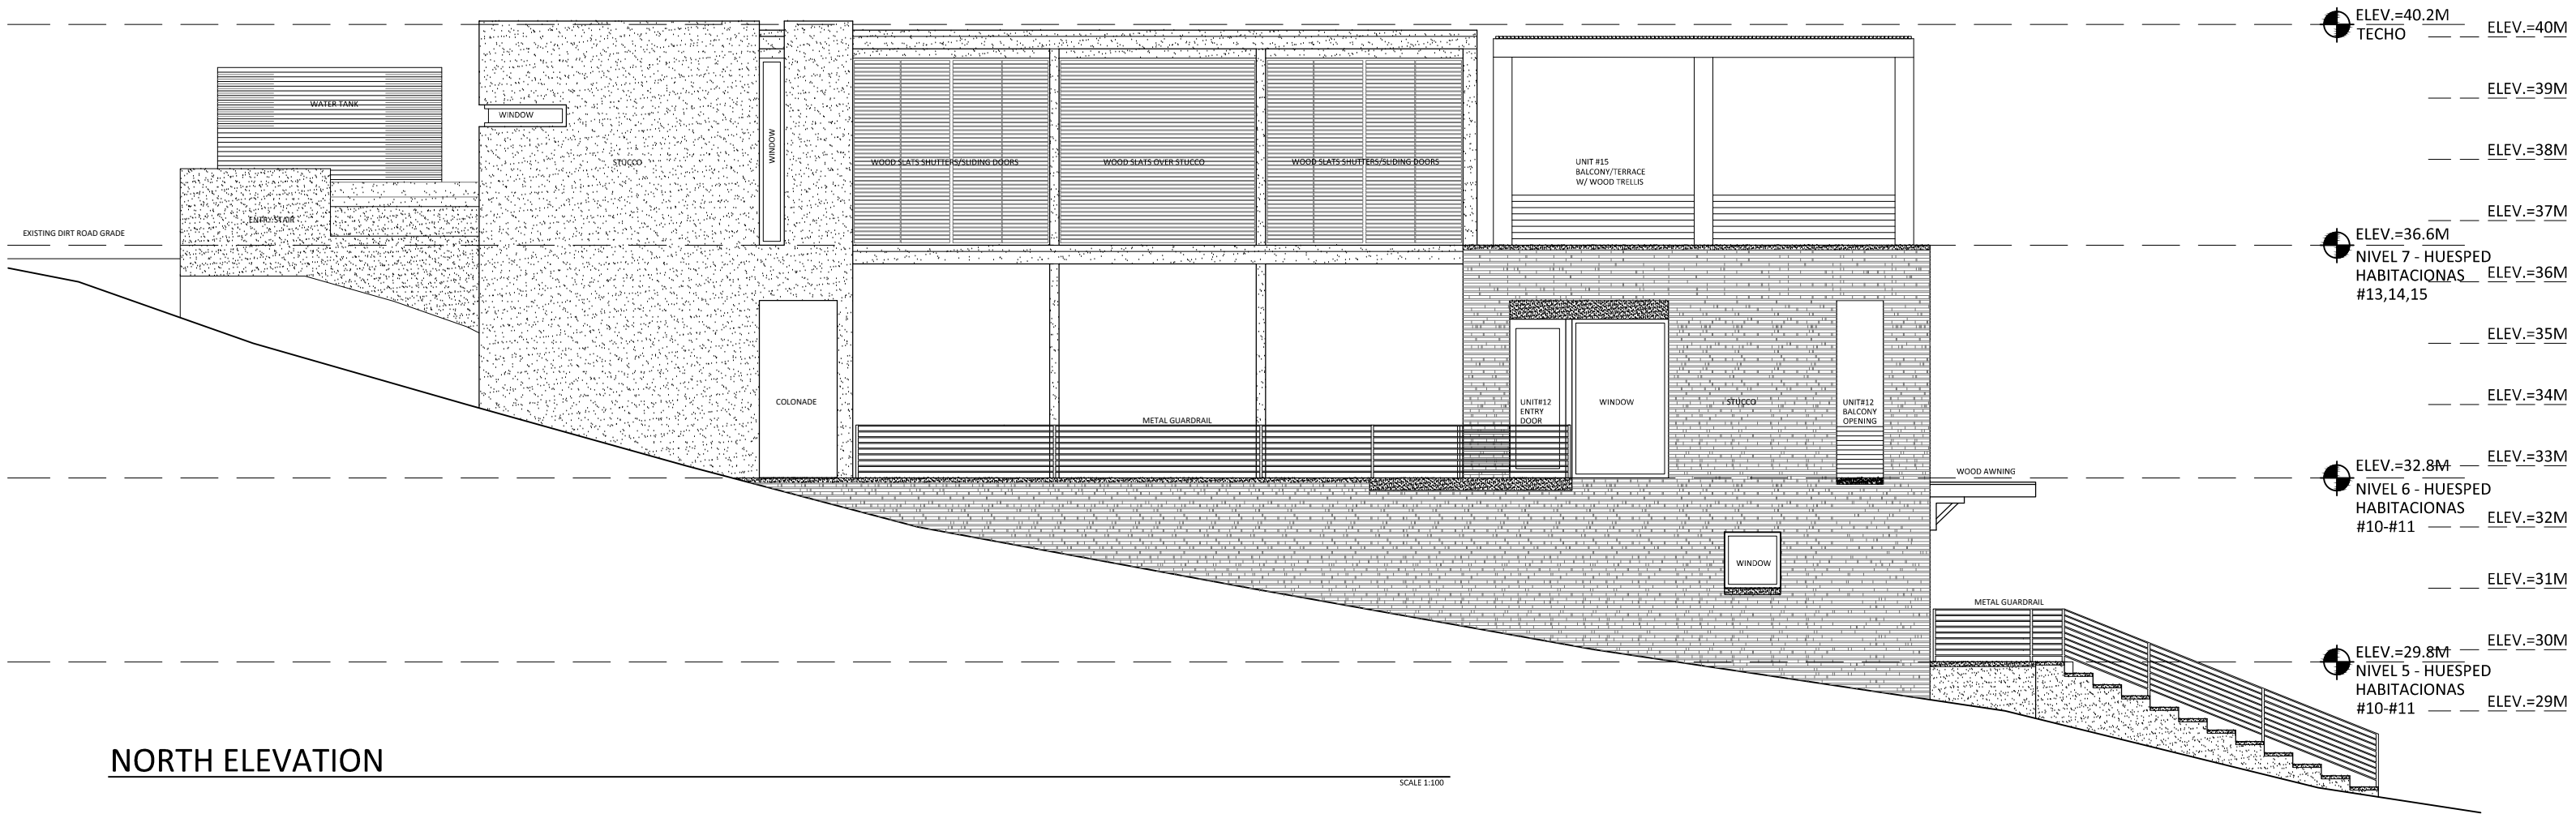 ELEV.=40.2M
TECHO
ELEV.=40M
ELEV.=39M
ELEV.=38M
ELEV.=37M
ELEV.=36.6M
NIVEL 7 - HUESPED
HABITACIONAS
#13,14,15
ELEV.=36M
ELEV.=35M
ELEV.=34M
ELEV.=33M
ELEV.=32.8M
NIVEL 6 - HUESPED
HABITACIONAS
#10-#11
ELEV.=32M
ELEV.=31M
ELEV.=30M
ELEV.=29.8M
NIVEL 5 - HUESPED
HABITACIONAS
#10-#11
ELEV.=29M
WATER TANK
WINDOW
STUCCO
WINDOW
WOOD SLATS SHUTTERS/SLIDING DOORS
WOOD SLATS OVER STUCCO
WOOD SLATS SHUTTERS/SLIDING DOORS
UNIT #15
BALCONY/TERRACE
W/ WOOD TRELLIS
ENTRY STAIR
EXISTING DIRT ROAD GRADE
COLONADE
METAL GUARDRAIL
UNIT#12
ENTRY
DOOR
WINDOW
STUCCO
UNIT#12
BALCONY
OPENING
WOOD AWNING
WINDOW
METAL GUARDRAIL
NORTH ELEVATION
SCALE 1:100